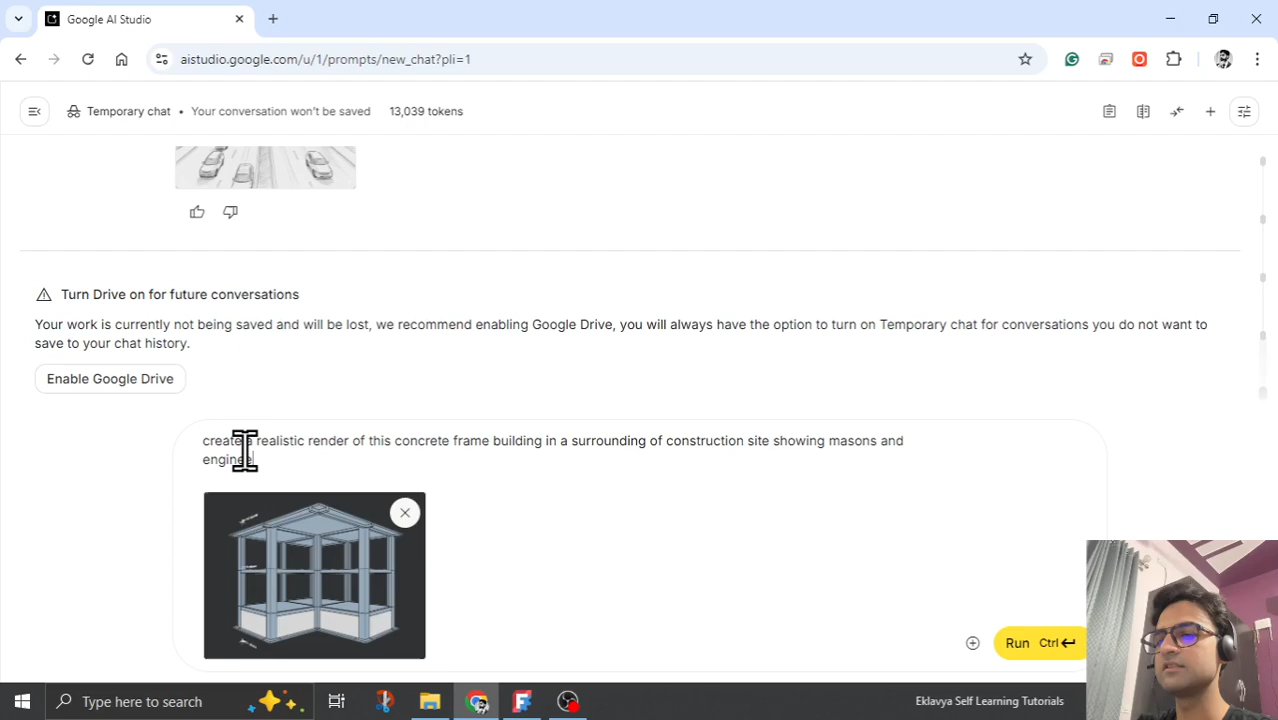 Google AI Studio
aistudio.google.com/u/1/prompts/new_chat?pli=1
Temporary chat • Your conversation won't be saved 13,039 tokens
Turn Drive on for future conversations
Your work is currently not being saved and will be lost, we recommend enabling Google Drive, you will always have the option to turn on Temporary chat for conversations you do not want to
save to your chat history.
Enable Google Drive
create a realistic render of this concrete frame building in a surrounding of construction site showing masons and
enginee
Run Ctrl
Type here to search
Eklavya Self Learning Tutorials